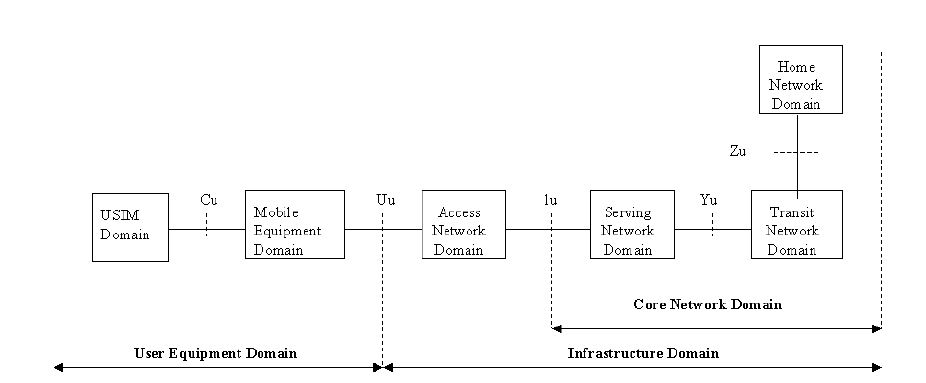 Home
Network
Domain
Zu
Cu
Uu
1u
Yu
USIM
Domain
Mobile
Equipment
Domain
Access
Network
Domain
Serving
Network
Domain
Transit
Network
Domain
Core Network Domain
User Equipment Domain
Infrastructure Domain